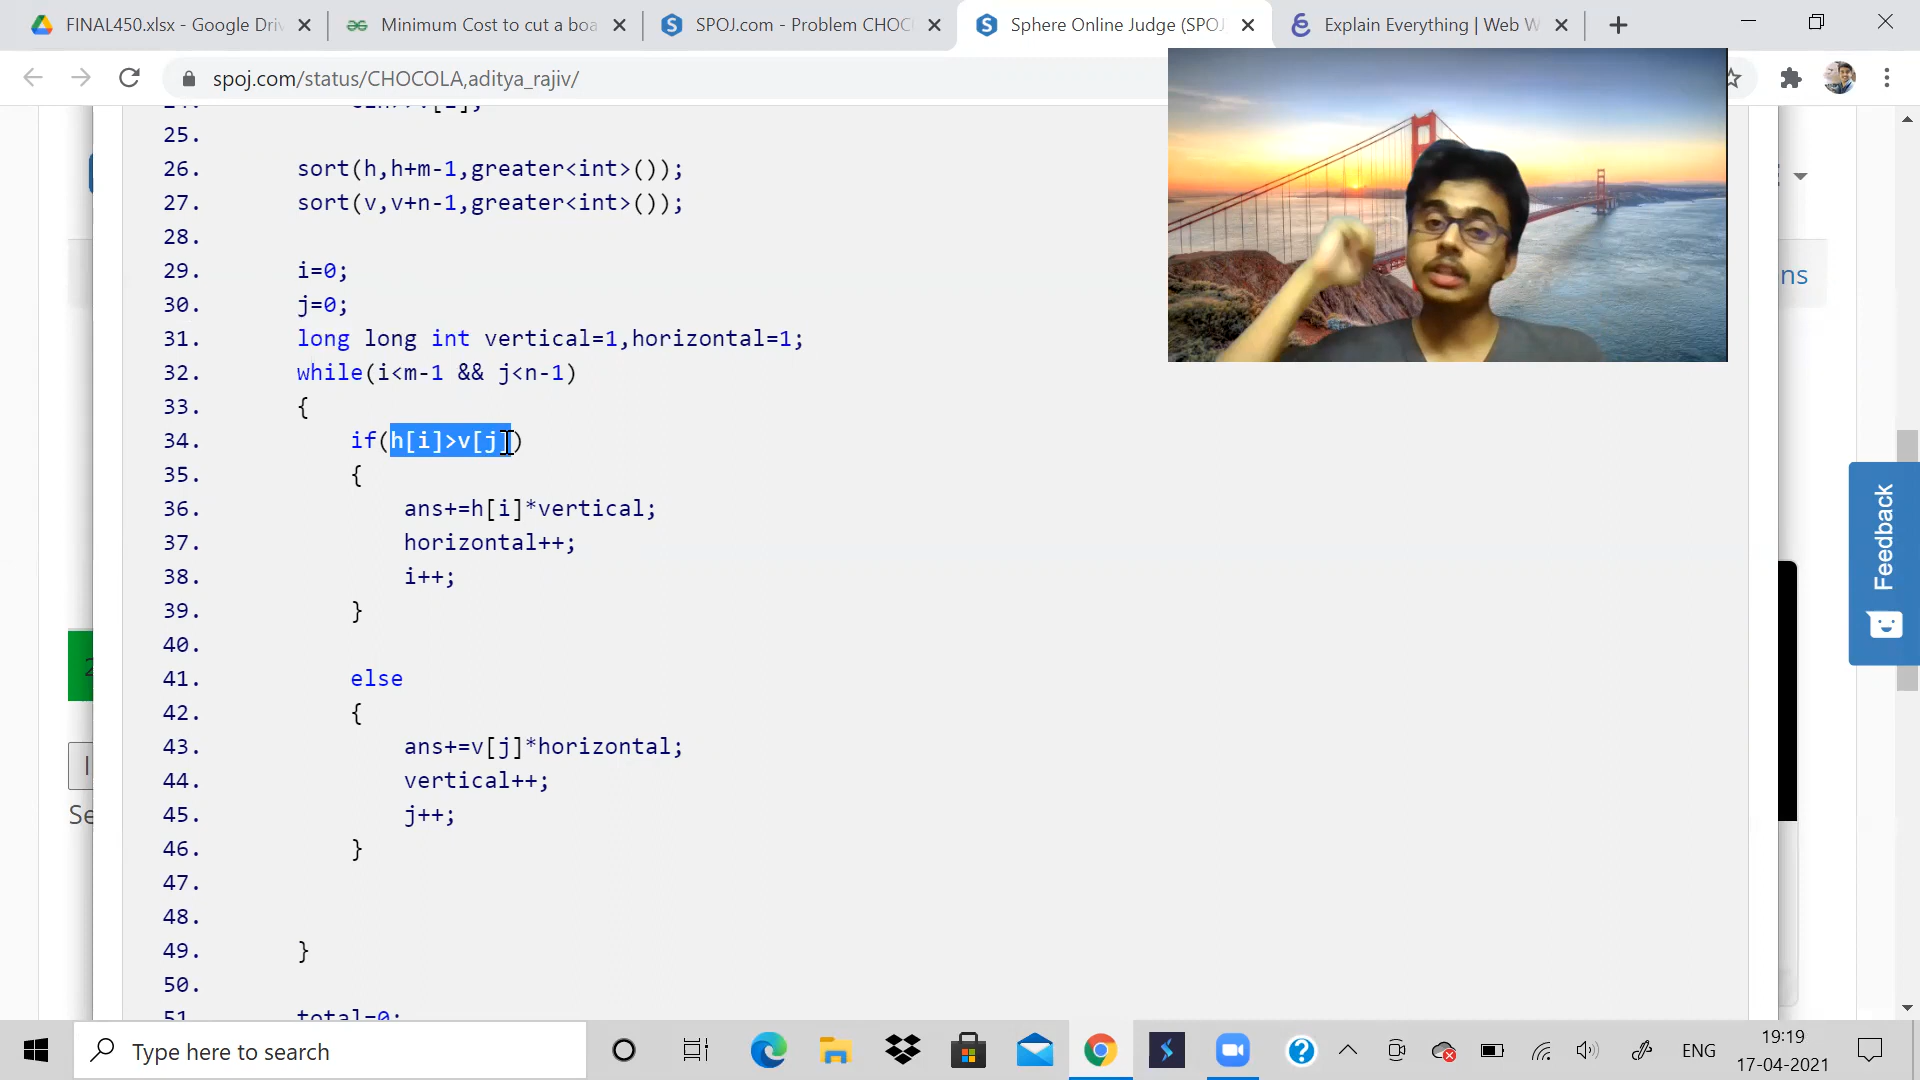 FINAL450.xlsx - Google Driv
Minimum Cost to cut a boa
SPOJ.com - Problem CHOC
Sphere Online Judge (SPOJ
Explain Everything | Web W
spoj.com/status/CHOCOLA,aditya_rajiv/
25.
26. sort(h,h+m-1,greater<int>());
27. sort(v,v+n-1,greater<int>());
28.
29. i=0;
30. j=0;
31. long long int vertical=1,horizontal=1;
32. while(i<m-1 && j<n-1)
33. {
34. if(h[i]>v[j])
35. {
36. ans+=h[i]*vertical;
37. horizontal++;
38. i++;
39. }
40.
41. else
42. {
43. ans+=v[j]*horizontal;
44. vertical++;
45. j++;
46. }
47.
48.
49. }
50.
51 total=0;
ns
Se
Feedback
Type here to search
ENG
19:19
17-04-2021